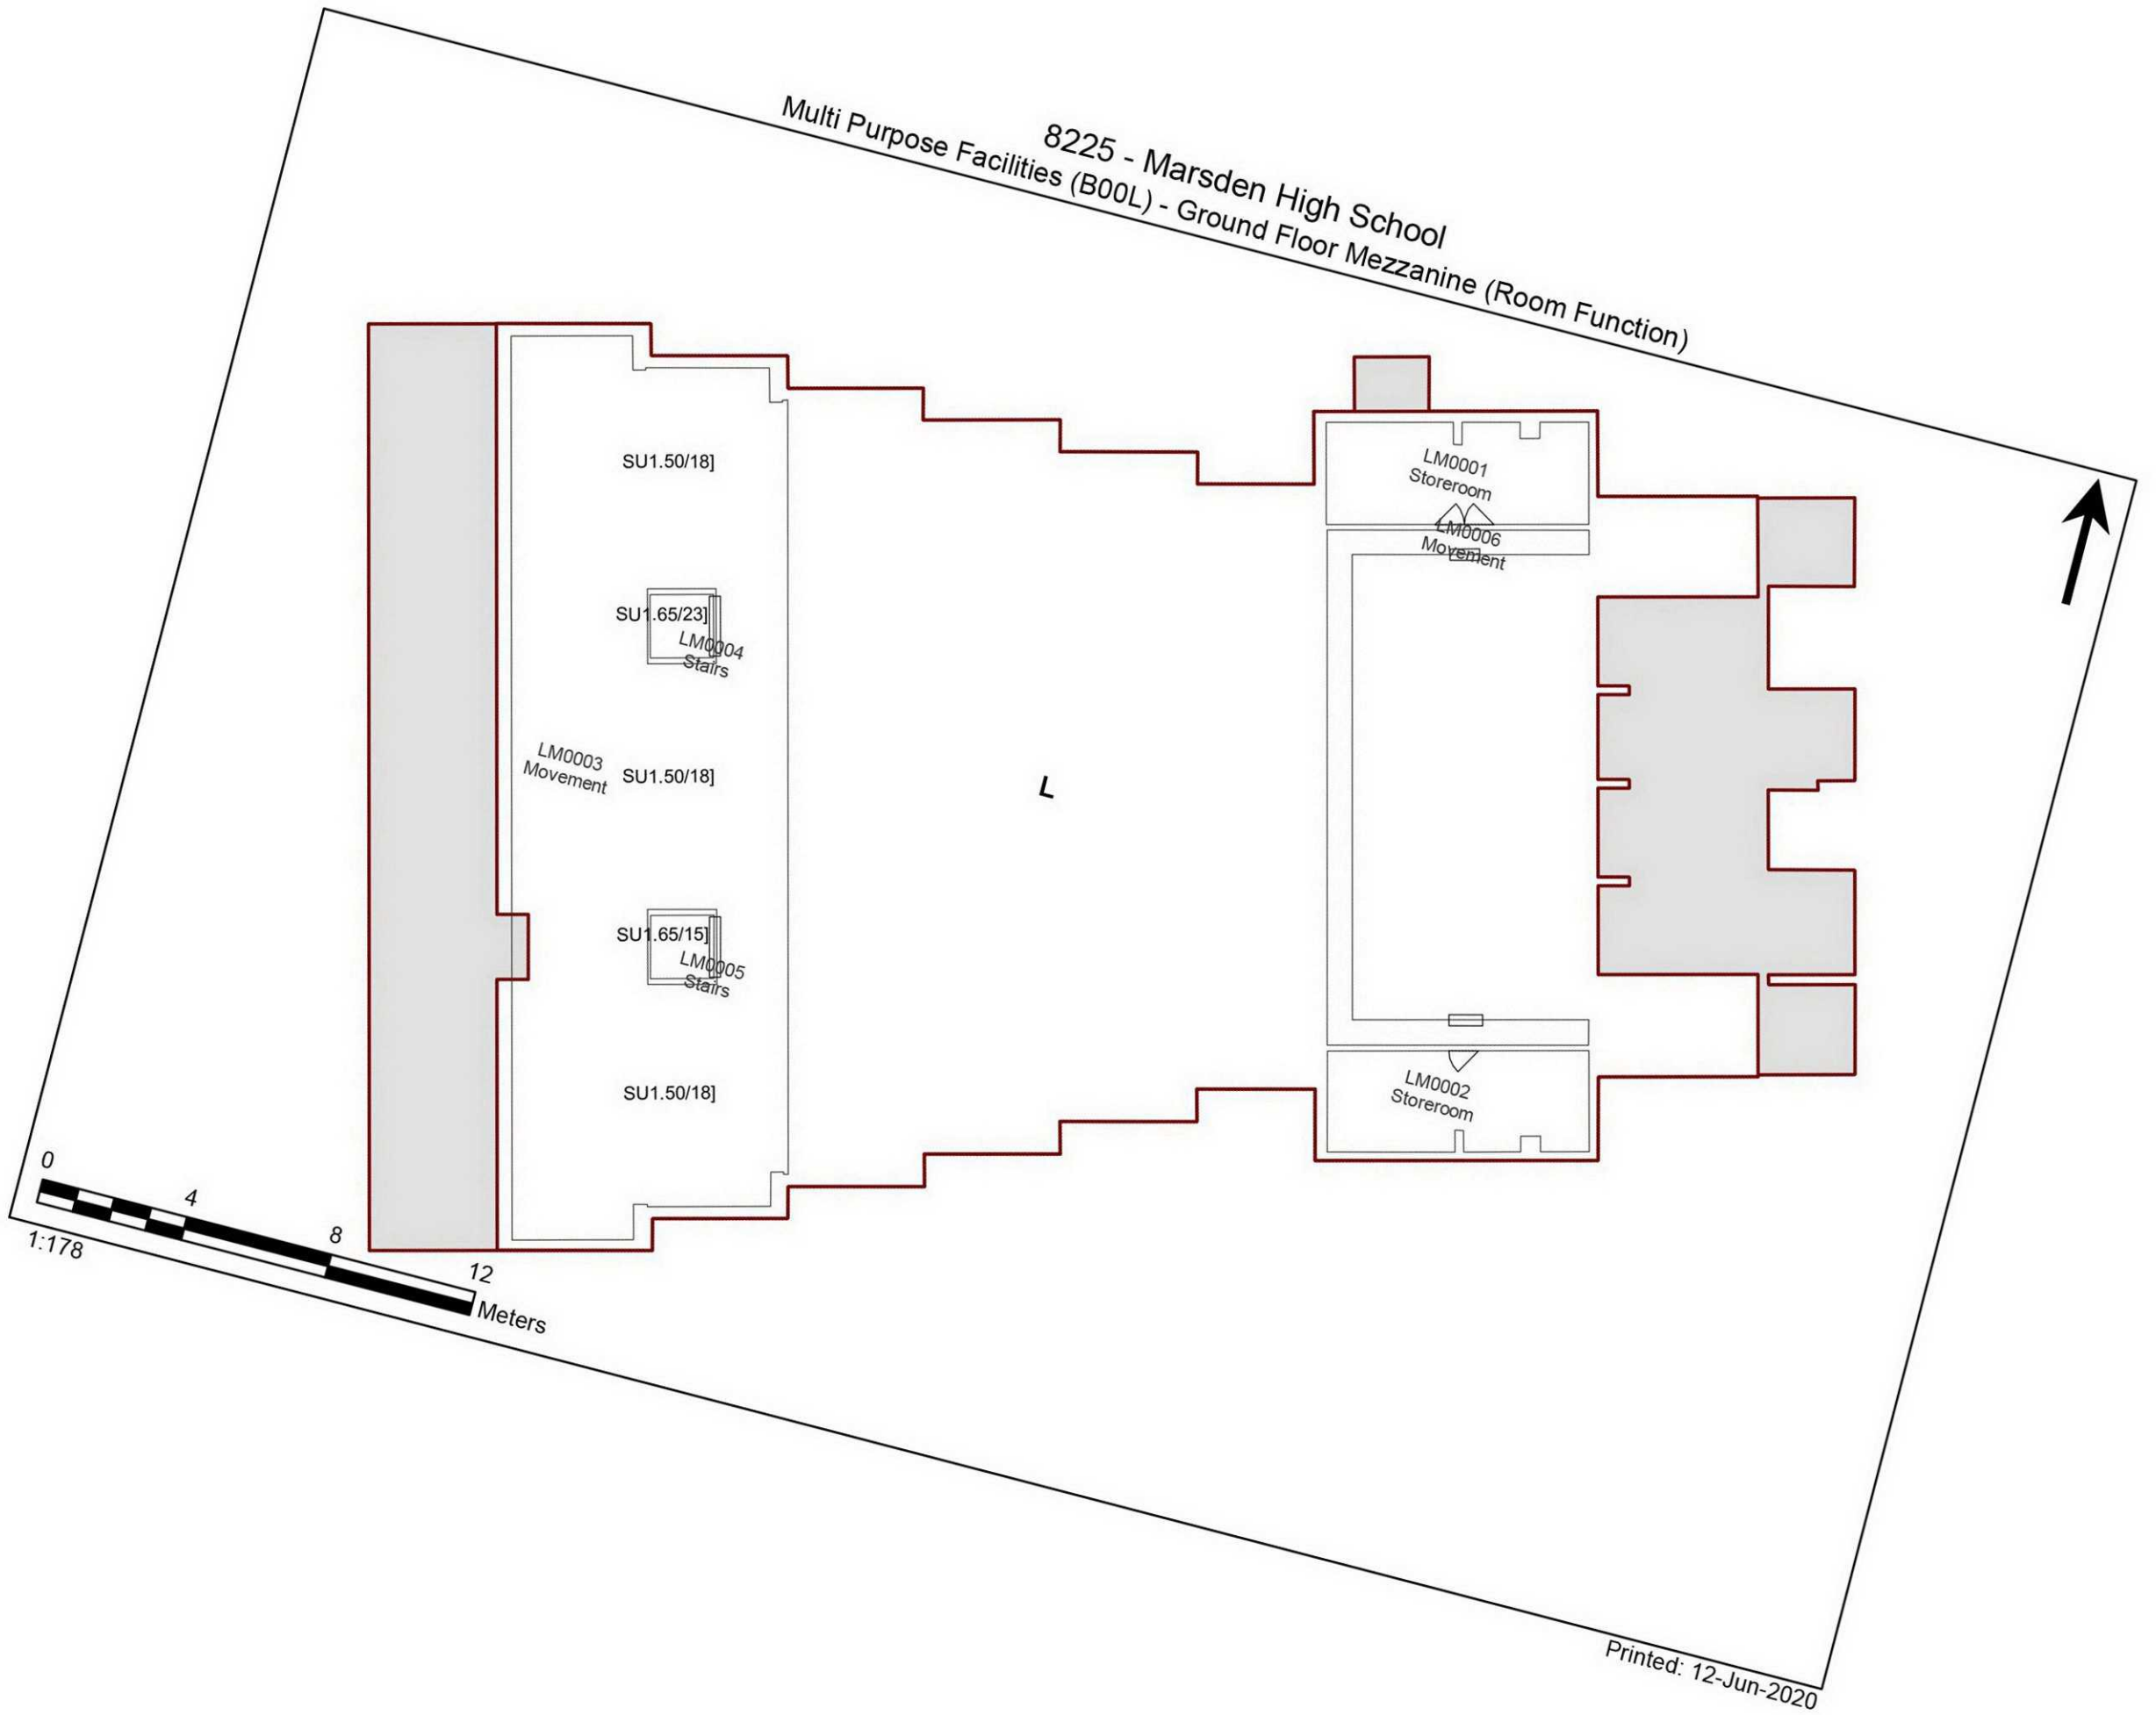 8225 - Marsden High School
Multi Purpose Facilities (B00L) - Ground Floor Mezzanine (Room Function)
SU1.50/18]
LM0001
Storeroom
LM0006
Movement
SU1.65/23]
LM0004
Stairs
LM0003
Movement
SU1.50/18]
L
SU1.65/15]
LM0005
Stairs
SU1.50/18]
LM0002
Storeroom
0
4
8
12
Meters
1:178
Printed: 12-Jun-2020